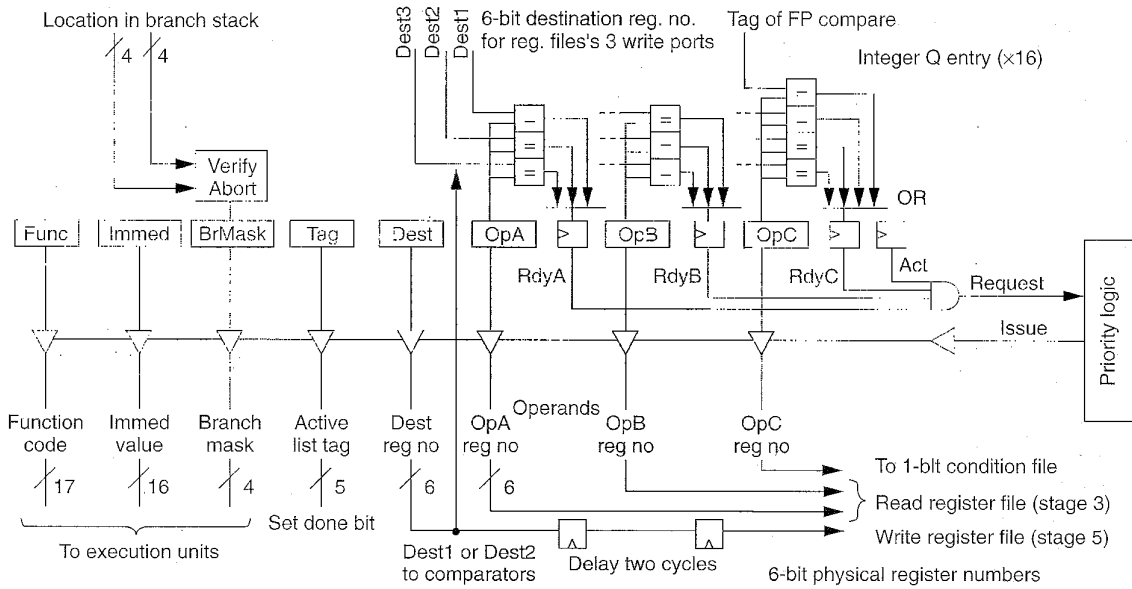 Location in branch stack
4
4
Dest3
Dest2
Dest1
6-bit destination reg. no.
for reg. files's 3 write ports
Tag of FP compare
Integer Q entry (×16)
Verify
Abort
OR
Func
Immed
BrMask
Tag
Dest
OpA
OpB
OpC
RdyA
RdyB
RdyC
Act
Request
Issue
Priority logic
Function
code
Immed
value
Branch
mask
Active
list tag
Dest
reg no
OpA
reg no
Operands
OpB
reg no
OpC
reg no
17
16
4
5
6
6
Set done bit
To 1-bit condition file
Read register file (stage 3)
Write register file (stage 5)
To execution units
Dest1 or Dest2
to comparators
Delay two cycles
6-bit physical register numbers